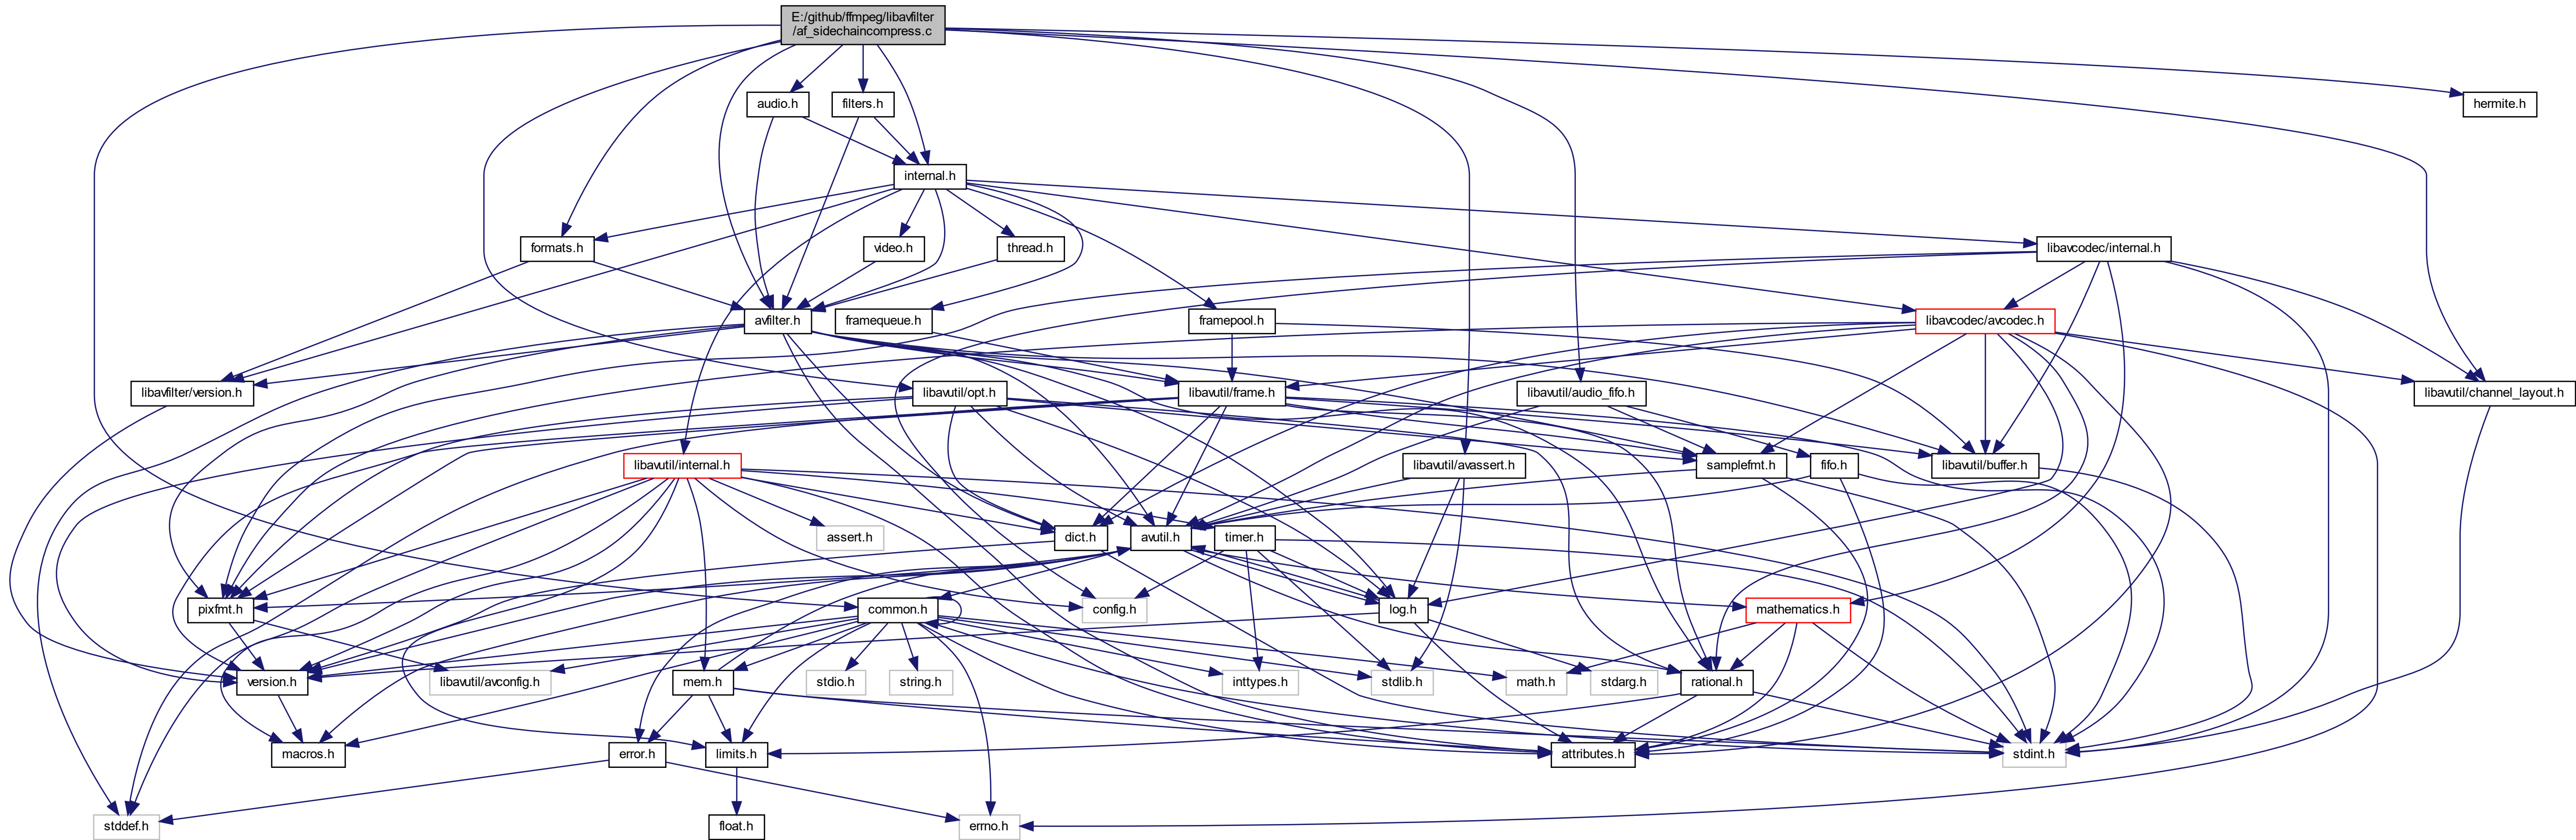 E:/github/ffmpeg/libavfilter
/af_sidechaincompress.c
audio.h
filters.h
hermite.h
internal.h
formats.h
video.h
thread.h
libavcodec/internal.h
avfilter.h
framequeue.h
framepool.h
libavcodec/avcodec.h
libavfilter/version.h
libavutil/opt.h
libavutil/frame.h
libavutil/audio_fifo.h
libavutil/channel_layout.h
libavutil/internal.h
libavutil/avassert.h
samplefmt.h
fifo.h
libavutil/buffer.h
assert.h
dict.h
avutil.h
timer.h
pixfmt.h
common.h
config.h
log.h
mathematics.h
version.h
libavutil/avconfig.h
mem.h
stdio.h
string.h
inttypes.h
stdlib.h
math.h
stdarg.h
rational.h
macros.h
error.h
limits.h
attributes.h
stdint.h
stddef.h
float.h
errno.h